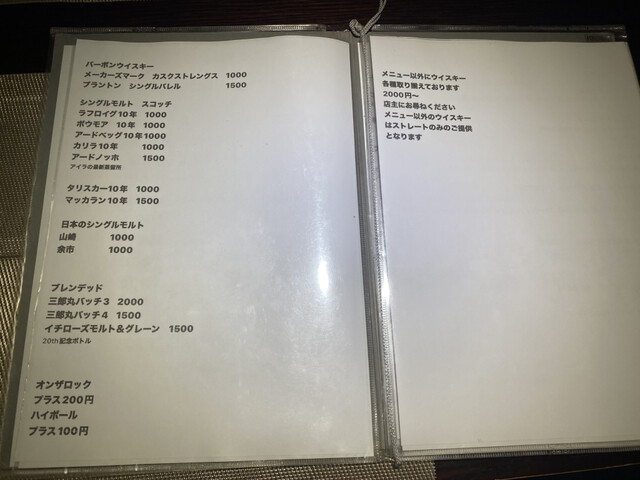 バーボンウイスキー
メーカーズマーク カスクストレングス 1000
ブラントン シングルバレル 1500
シングルモルト スコッチ
ラフロイグ10年 1000
ボウモア 10年 1000
アードベッグ10年1000
カリラ10年 1000
アードノッホ 1500
アイラの最新蒸留所
タリスカー10年 1000
マッカラン10年 1500
日本のシングルモルト
山崎 1000
余市 1000
ブレンデッド
三郎丸バッチ3 2000
三郎丸バッチ4 1500
イチローズモルト&グレーン 1500
20th記念ボトル
オンザロック
プラス200円
ハイボール
プラス100円
メニュー以外にウイスキー
各種取り揃えております
2000円〜
店主にお尋ねください
メニュー以外のウイスキー
はストレートのみのご提供
となります